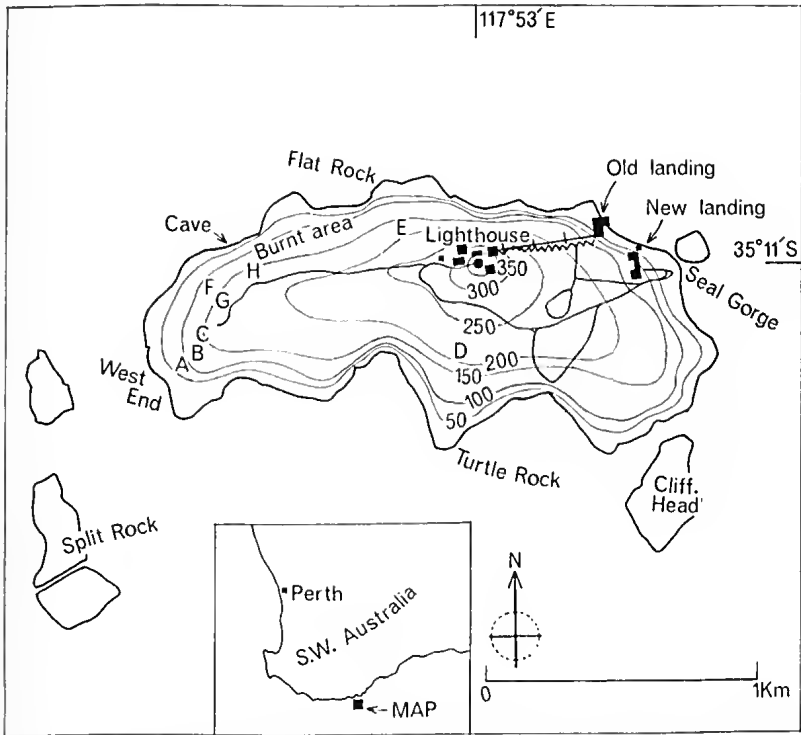 117°53′ E
Flat Rock
Old landing
Cave
Burnt area
E
Lighthouse
New landing
35°11′S
H
350
F
300
Seal Gorge
G
250
C
B
D
200
A
150
West
End
100
50
Turtle Rock
Cliff.
Head
Split Rock
Perth
S.W. Australia
MAP
N
0
1Km